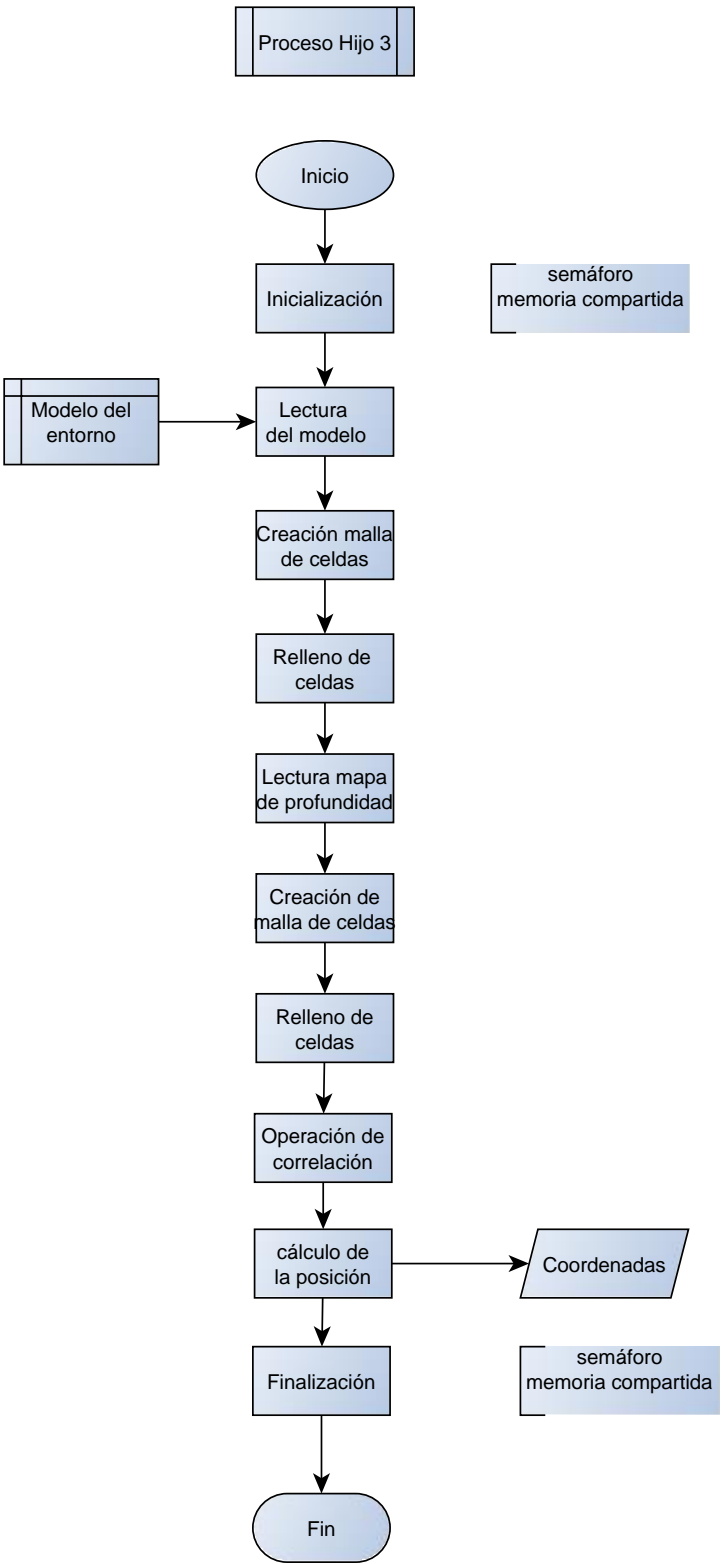 Proceso Hijo 3
Inicio
Inicialización
semáforo
memoria compartida
Modelo del
entorno
Lectura
del modelo
Creación malla
de celdas
Relleno de
celdas
Lectura mapa
de profundidad
Creación de
malla de celdas
Relleno de
celdas
Operación de
correlación
cálculo de
la posición
Coordenadas
Finalización
semáforo
memoria compartida
Fin